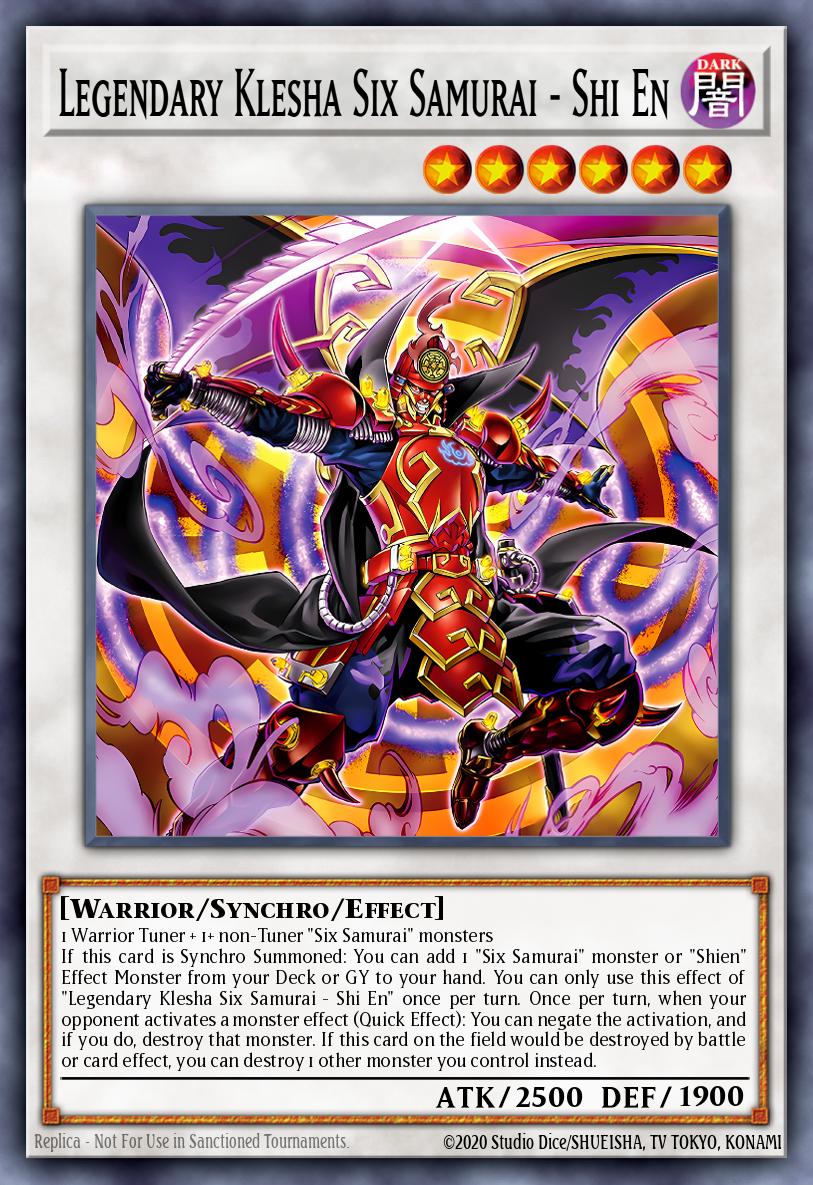 Legendary Klesha Six Samurai - Shi En
DARK
闇
[Warrior/Synchro/Effect]
1 Warrior Tuner + 1+ non-Tuner "Six Samurai" monsters
If this card is Synchro Summoned: You can add 1 "Six Samurai" monster or "Shien"
Effect Monster from your Deck or GY to your hand. You can only use this effect of
"Legendary Klesha Six Samurai - Shi En" once per turn. Once per turn, when your
opponent activates a monster effect (Quick Effect): You can negate the activation, and
if you do, destroy that monster. If this card on the field would be destroyed by battle
or card effect, you can destroy 1 other monster you control instead.
ATK/2500 DEF/1900
Replica - Not For Use in Sanctioned Tournaments.
©2020 Studio Dice/SHUEISHA, TV TOKYO, KONAMI